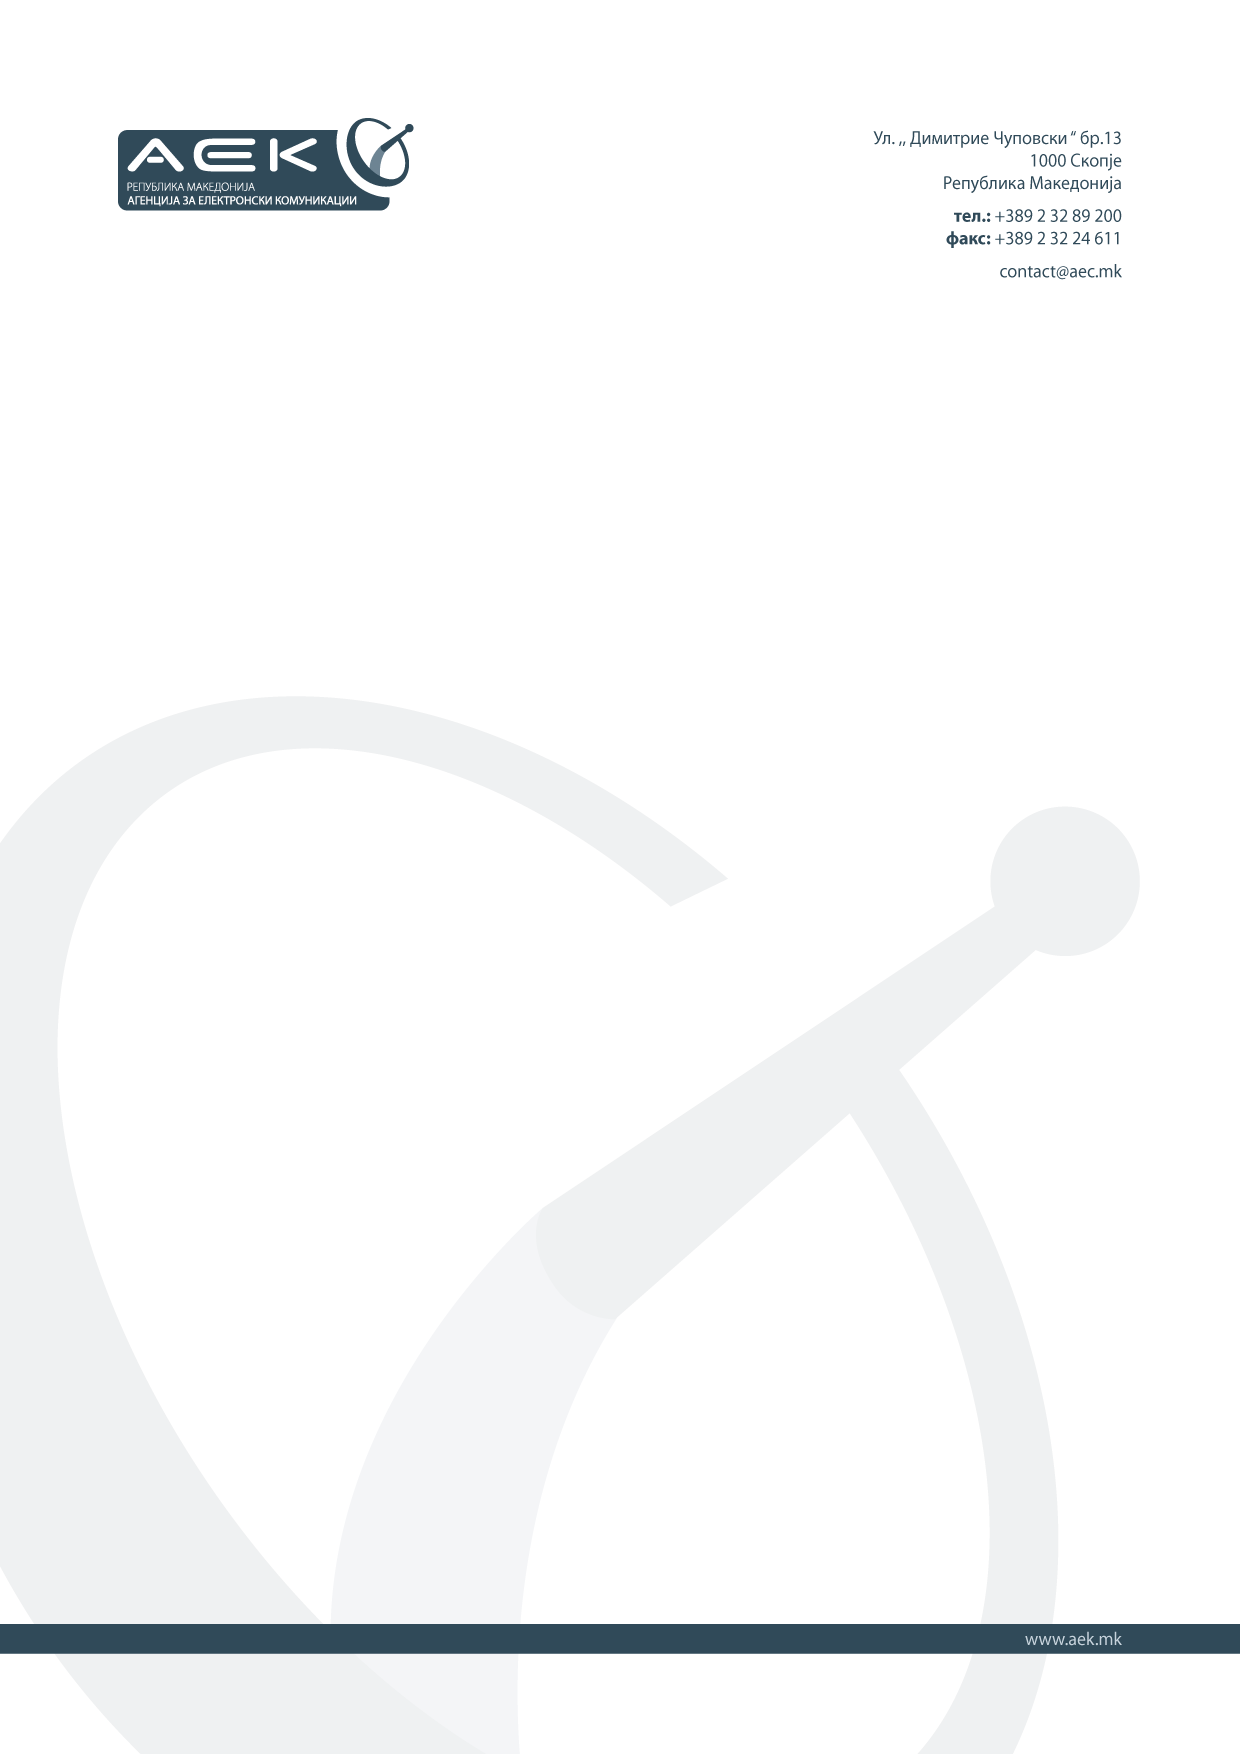 АЕК
РЕПУБЛИКА МАКЕДОНИЈА
АГЕНЦИЈА ЗА ЕЛЕКТРОНСКИ КОМУНИКАЦИИ
Ул. ,, Димитрие Чуповски “ бр.13
1000 Скопје
Република Македонија
тел.: +389 2 32 89 200
факс: +389 2 32 24 611
contact@aec.mk
www.aek.mk